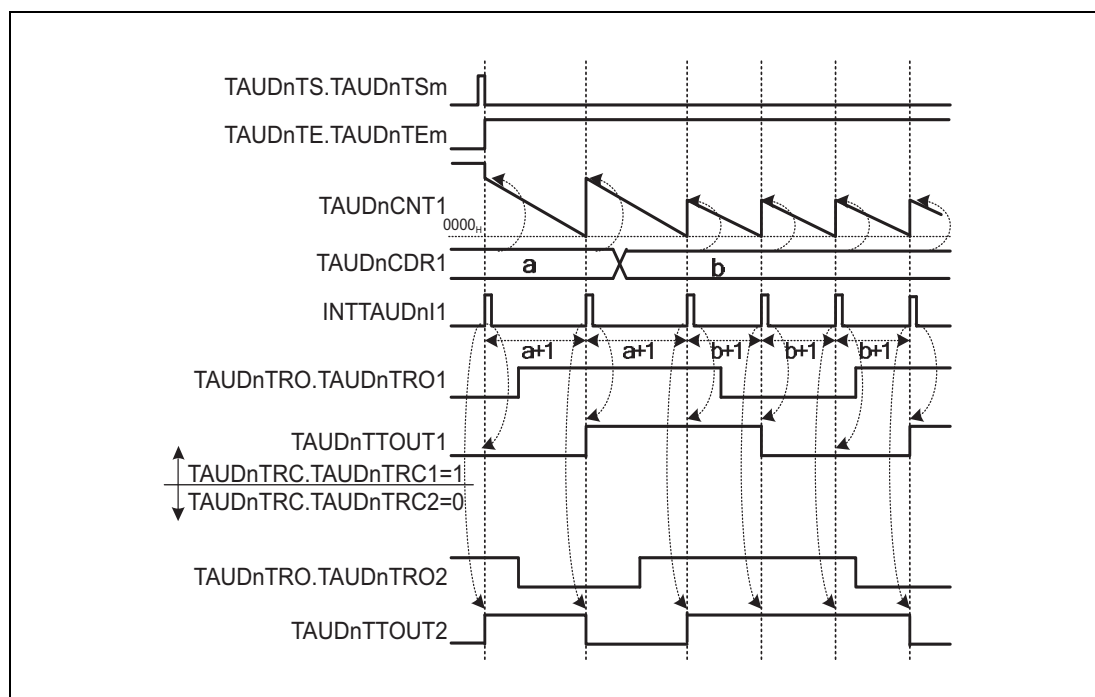 TAUDnTS.TAUDnTSm
TAUDnTE.TAUDnTEm
TAUDnCNT1
0000H
TAUDnCDR1
a
b
INTTAUDnI1
a+1
a+1
b+1
b+1
b+1
TAUDnTRO.TAUDnTRO1
TAUDnTTOUT1
TAUDnTRC.TAUDnTRC1=1
TAUDnTRC.TAUDnTRC2=0
TAUDnTRO.TAUDnTRO2
TAUDnTTOUT2